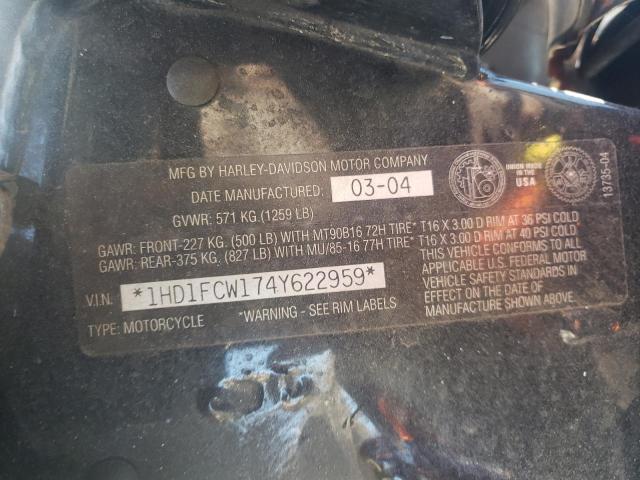 MFG BY HARLEY-DAVIDSON MOTOR COMPANY
DATE MANUFACTURED: 03-04
GVWR: 571 KG.(1259 LB)
UNION MADE IN THE USA
13735-04
GAWR: FRONT-227 KG. (500 LB) WITH MT90B16 72H TIRE* T16 X 3.00 D RIM AT 36 PSI COLD
GAWR: REAR-375 KG. (827 LB) WITH MU/85-16 77H TIRE* T16 X 3.00 D RIM AT 40 PSI COLD
THIS VEHICLE CONFORMS TO ALL
APPLICABLE U.S. FEDERAL MOTOR
VEHICLE SAFETY STANDARDS IN
EFFECT ON THE DATE OF
MANUFACTURE SHOWN ABOVE.
V.I.N. *1HD1FCW174Y622959*
TYPE: MOTORCYCLE *WARNING - SEE RIM LABELS